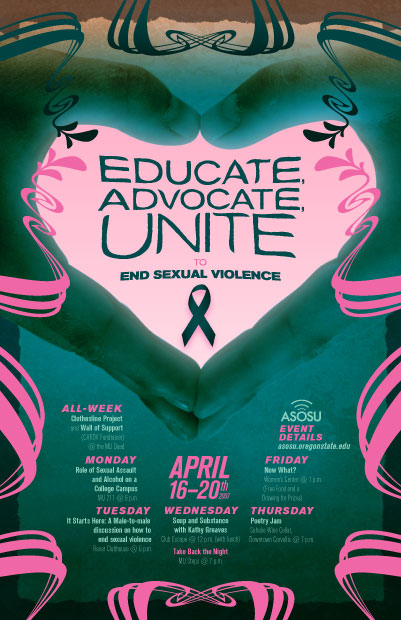 EDUCATE,
ADVOCATE,
UNITE
TO
END SEXUAL VIOLENCE
ALL-WEEK
Clothesline Project
and Wall of Support
(CARDV Fundraiser)
@ the MU Quad
MONDAY
Role of Sexual Assault
and Alcohol on a
College Campus
MU 211 @ 6 p.m.
TUESDAY
It Starts Here: A Male-to-male
discussion on how to
end sexual violence
Reese Clubhouse @ 6 p.m.
APRIL
16–20th
2007
WEDNESDAY
Soup and Substance
with Kathy Greaves
Club Escape @ 12 p.m. (with lunch)
Take Back the Night
MU Steps @ 7 p.m.
ASOSU
EVENT
DETAILS
asosu.oregonstate.edu
FRIDAY
Now What?
Women's Center @ 1 p.m.
(Free Food and a
Drawing for Prizes)
THURSDAY
Poetry Jam
Wine Cellar,
Downtown Corvallis @ 7 p.m.